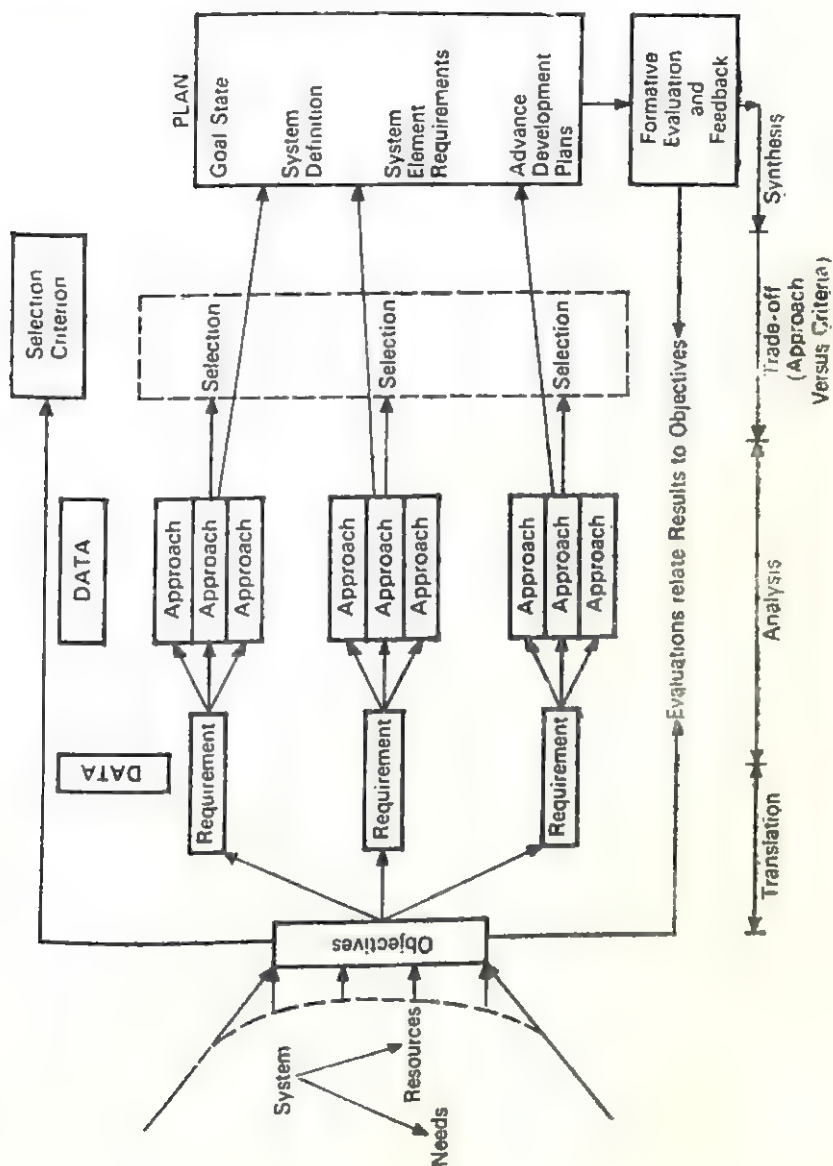 System
Needs
Resources
Objectives
DATA
Requirement
Requirement
Requirement
DATA
Approach
Approach
Approach
Approach
Approach
Approach
Approach
Approach
Approach
Selection
Criterion
Selection
Selection
Selection
PLAN
Goal State
System
Definition
System
Element
Requirements
Advance
Development
Plans
Formative
Evaluation
and
Feedback
Evaluations relate Results to Objectives
Translation
Analysis
Trade-off
(Approach
Versus Criteria)
Synthesis